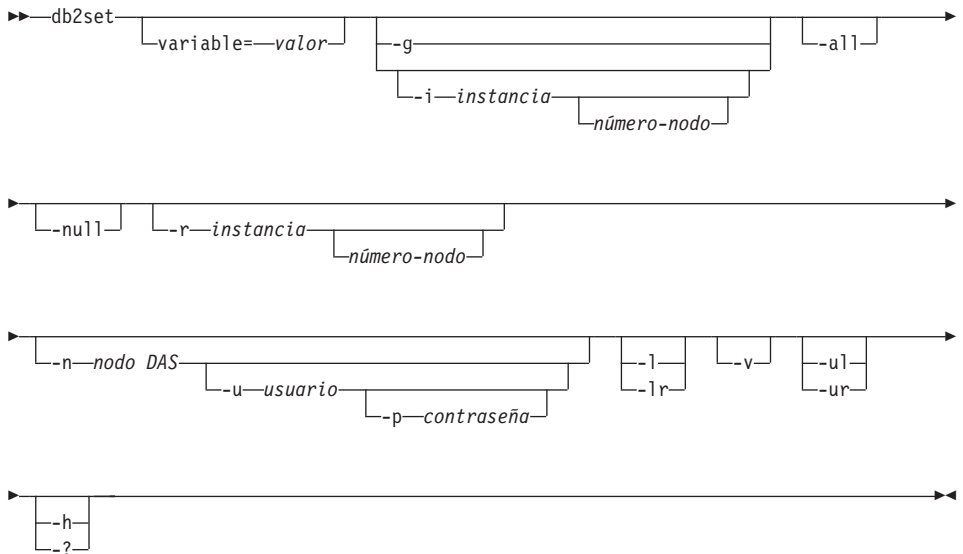 db2set
variable= valor
-g
-i instancia
número-nodo
-all
-null
-r instancia
número-nodo
-n nodo DAS
-u usuario
-p contraseña
-l
-lr
-v
-ul
-ur
-h
-?